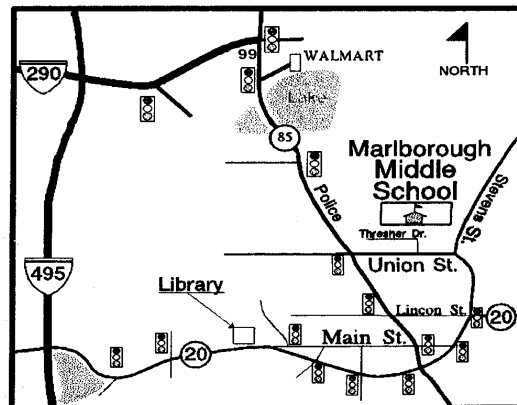 99
WALMART
290
NORTH
Lake
85
Marlborough
Middle
School
Police
Stevens St.
Thresher Dr.
Union St.
495
Library
Lincon St.
20
Main St.
20